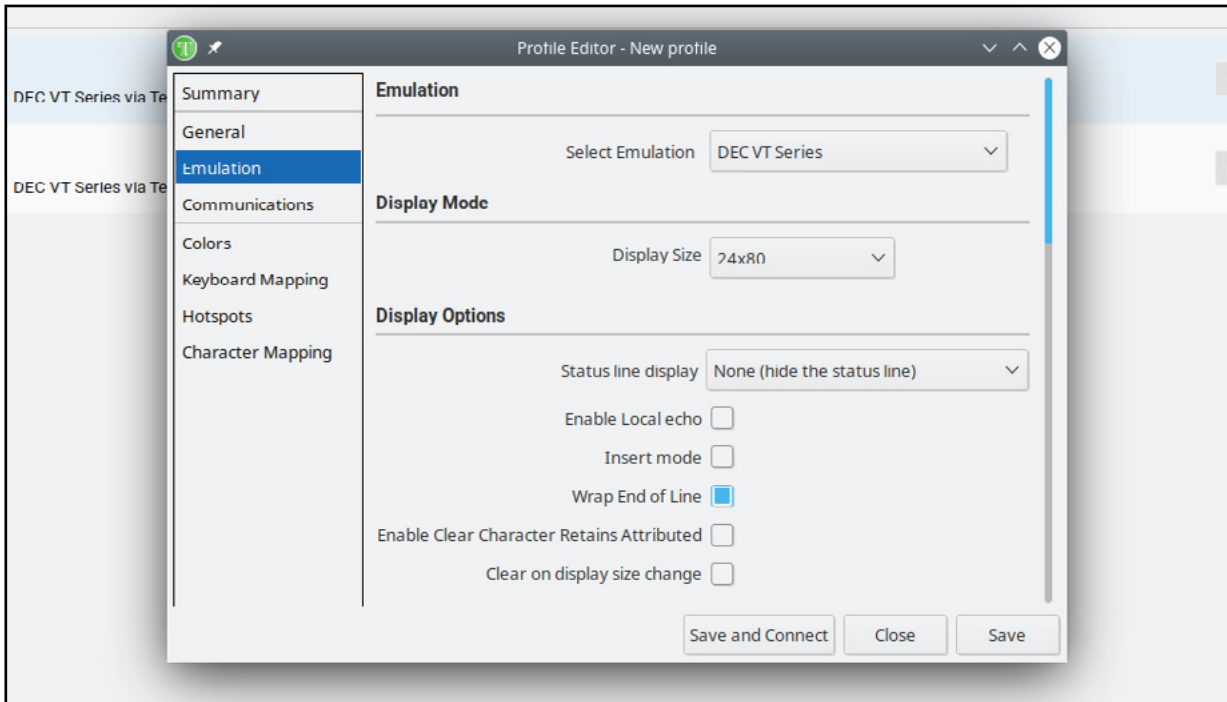 Profile Editor - New profile
DEC VT Series via Te
DEC VT Series via Te
Summary
General
Emulation
Communications
Colors
Keyboard Mapping
Hotspots
Character Mapping
Emulation
Select Emulation DEC VT Series
Display Mode
Display Size 24x80
Display Options
Status line display None (hide the status line)
Enable Local echo
Insert mode
Wrap End of Line
Enable Clear Character Retains Attributed
Clear on display size change
Save and Connect Close Save